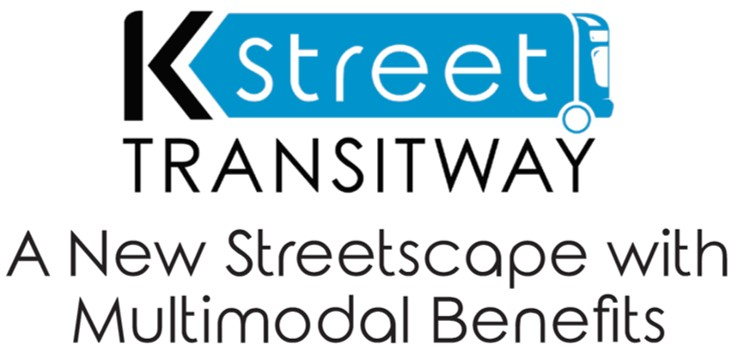 K street
TRANSITWAY
A New Streetscape with
Multimodal Benefits